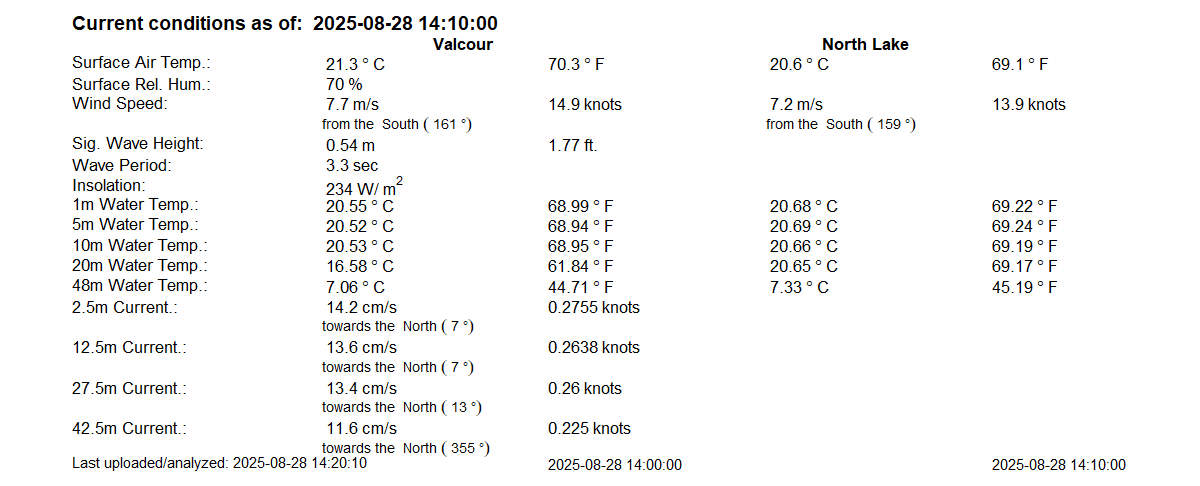 Current conditions as of: 2025-08-28 14:10:00
Valcour North Lake
Surface Air Temp.: 21.3 ° C 70.3 ° F 20.6 ° C 69.1 ° F
Surface Rel. Hum.: 70 %
Wind Speed: 7.7 m/s 14.9 knots 7.2 m/s 13.9 knots
from the South ( 161 °) from the South ( 159 °)
Sig. Wave Height: 0.54 m 1.77 ft.
Wave Period: 3.3 sec
Insolation: 234 W/ m²
1m Water Temp.: 20.55 ° C 68.99 ° F 20.68 ° C 69.22 ° F
5m Water Temp.: 20.52 ° C 68.94 ° F 20.69 ° C 69.24 ° F
10m Water Temp.: 20.53 ° C 68.95 ° F 20.66 ° C 69.19 ° F
20m Water Temp.: 16.58 ° C 61.84 ° F 20.65 ° C 69.17 ° F
48m Water Temp.: 7.06 ° C 44.71 ° F 7.33 ° C 45.19 ° F
2.5m Current.: 14.2 cm/s 0.2755 knots
towards the North ( 7 °)
12.5m Current.: 13.6 cm/s 0.2638 knots
towards the North ( 7 °)
27.5m Current.: 13.4 cm/s 0.26 knots
towards the North ( 13 °)
42.5m Current.: 11.6 cm/s 0.225 knots
towards the North ( 355 °)
Last uploaded/analyzed: 2025-08-28 14:20:10 2025-08-28 14:00:00 2025-08-28 14:10:00